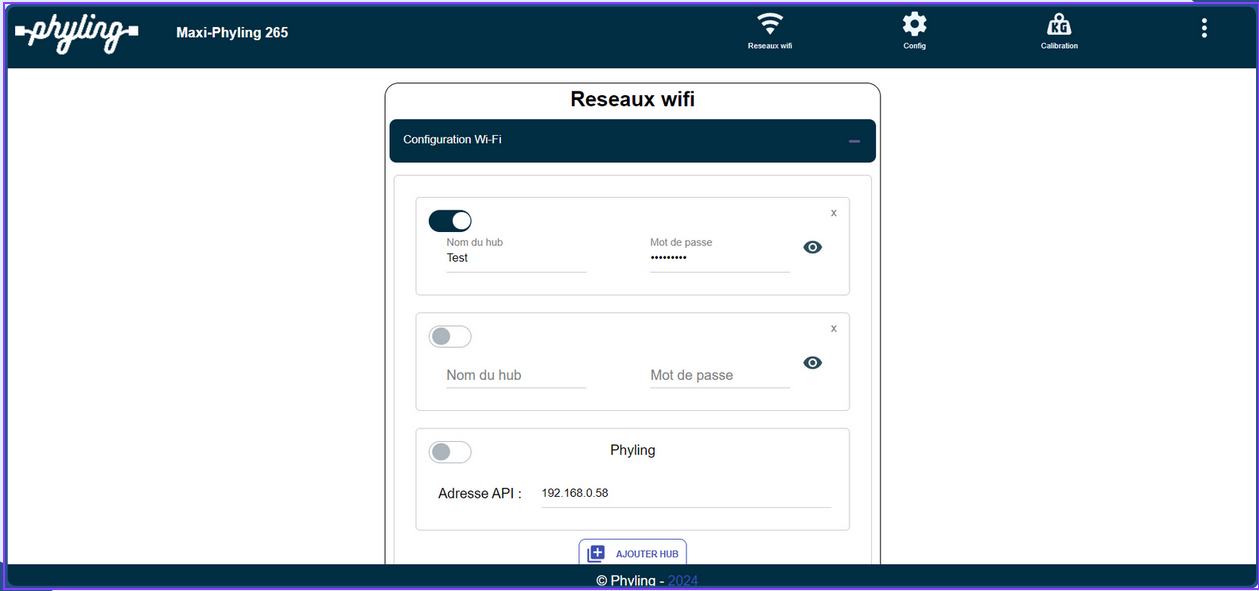 phyling
Maxi-Phyling 265
Reseaux wifi
Config
KG
Calibration
Reseaux wifi
Configuration Wi-Fi
x
Nom du hub
Mot de passe
Test
•••••••••
x
Nom du hub
Mot de passe
Phyling
Adresse API :
192.168.0.58
AJOUTER HUB
© Phyling - 2024